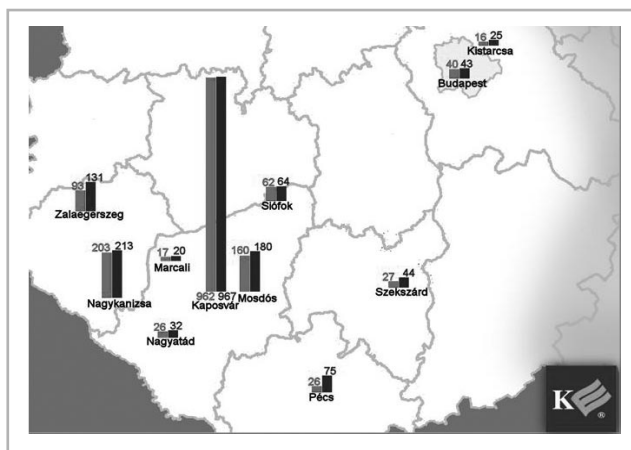 16 25
Kistarcsa
40 43
Budapest
93 131
Zalaegerszeg
62 64
Siófok
203 213
Nagykanizsa
17 20
Marcali
962 967
Kaposvár
160 180
Mosdós
27 44
Szekszárd
26 32
Nagyatád
26 75
Pécs
K
®